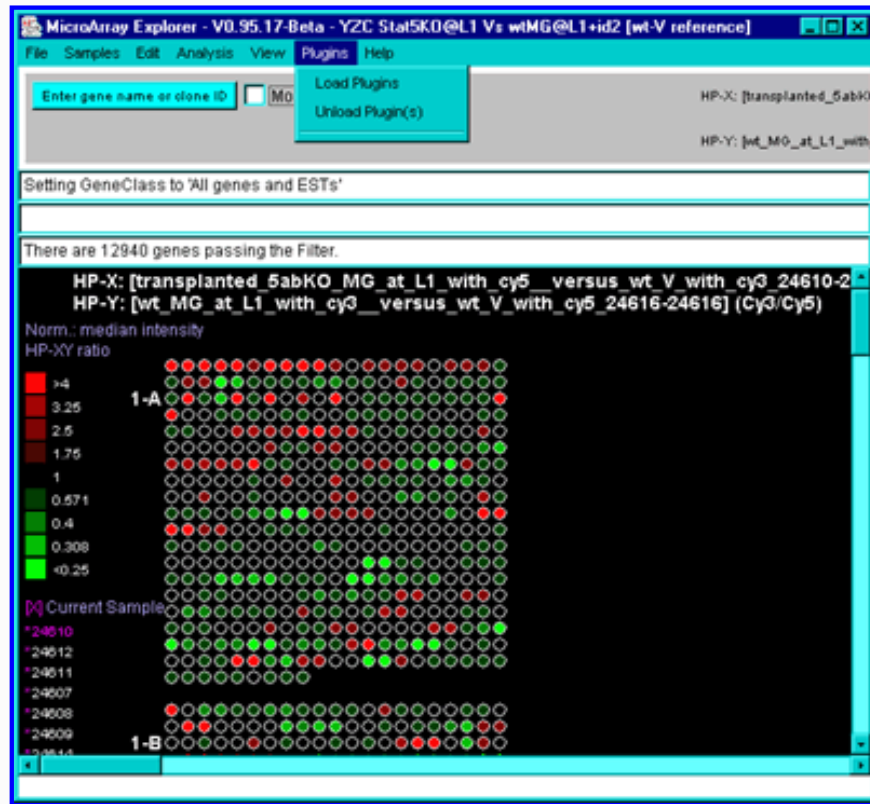 MicroArray Explorer - V0.95.17-Beta - YZC Stat5KO@L1 Vs wtMG@L1+id2 [wt-V reference]
File Samples Edit Analysis View Plugins Help
Load Plugins
Unload Plugin(s)
Enter gene name or clone ID
Mo
HP-X: [transplanted_5abKO
HP-Y: [wt_MG_at_L1_with_
Setting GeneClass to 'All genes and ESTs'
There are 12940 genes passing the Filter.
HP-X: [transplanted_5abKO_MG_at_L1_with_cy5__versus_wt_V_with_cy3_24610-2
HP-Y: [wt_MG_at_L1_with_cy3__versus_wt_V_with_cy5_24616-24616] (Cy3/Cy5)
Norm.: median intensity
HP-XY ratio
>4
3.25
2.5
1.75
1
0.571
0.4
0.308
<0.25
1-A
[X] Current Sample
*24610
*24612
*24611
*24607
*24608
*24609
1-B